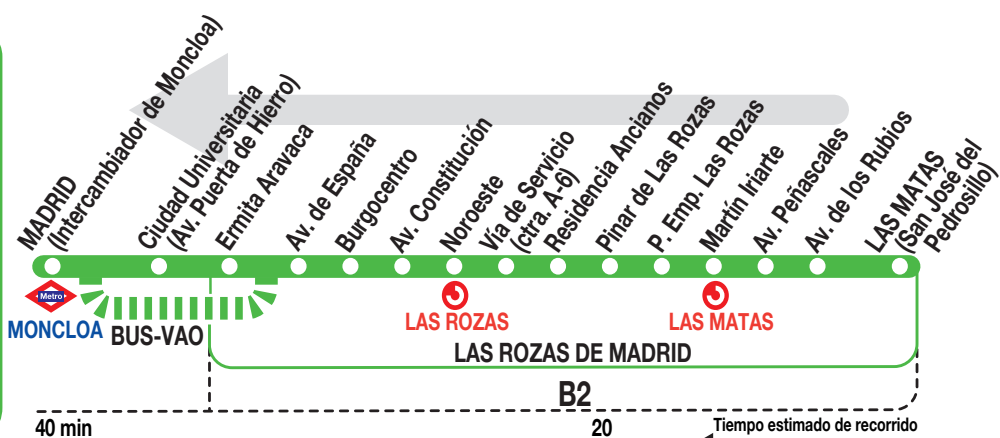 MADRID
(Intercambiador de Moncloa)
Ciudad Universitaria
(Av. Puerta de Hierro)
Ermita Aravaca
Av. de España
Burgocentro
Av. Constitución
Noroeste
Vía de Servicio
(ctra. A-6)
Residencia Ancianos
Pinar de Las Rozas
P. Emp. Las Rozas
Martín Iriarte
Av. Peñascales
Av. de los Rubios
LAS MATAS
(San José del
Pedrosillo)
Metro
MONCLOA
BUS-VAO
LAS ROZAS
LAS MATAS
LAS ROZAS DE MADRID
B2
40 min
20
Tiempo estimado de recorrido